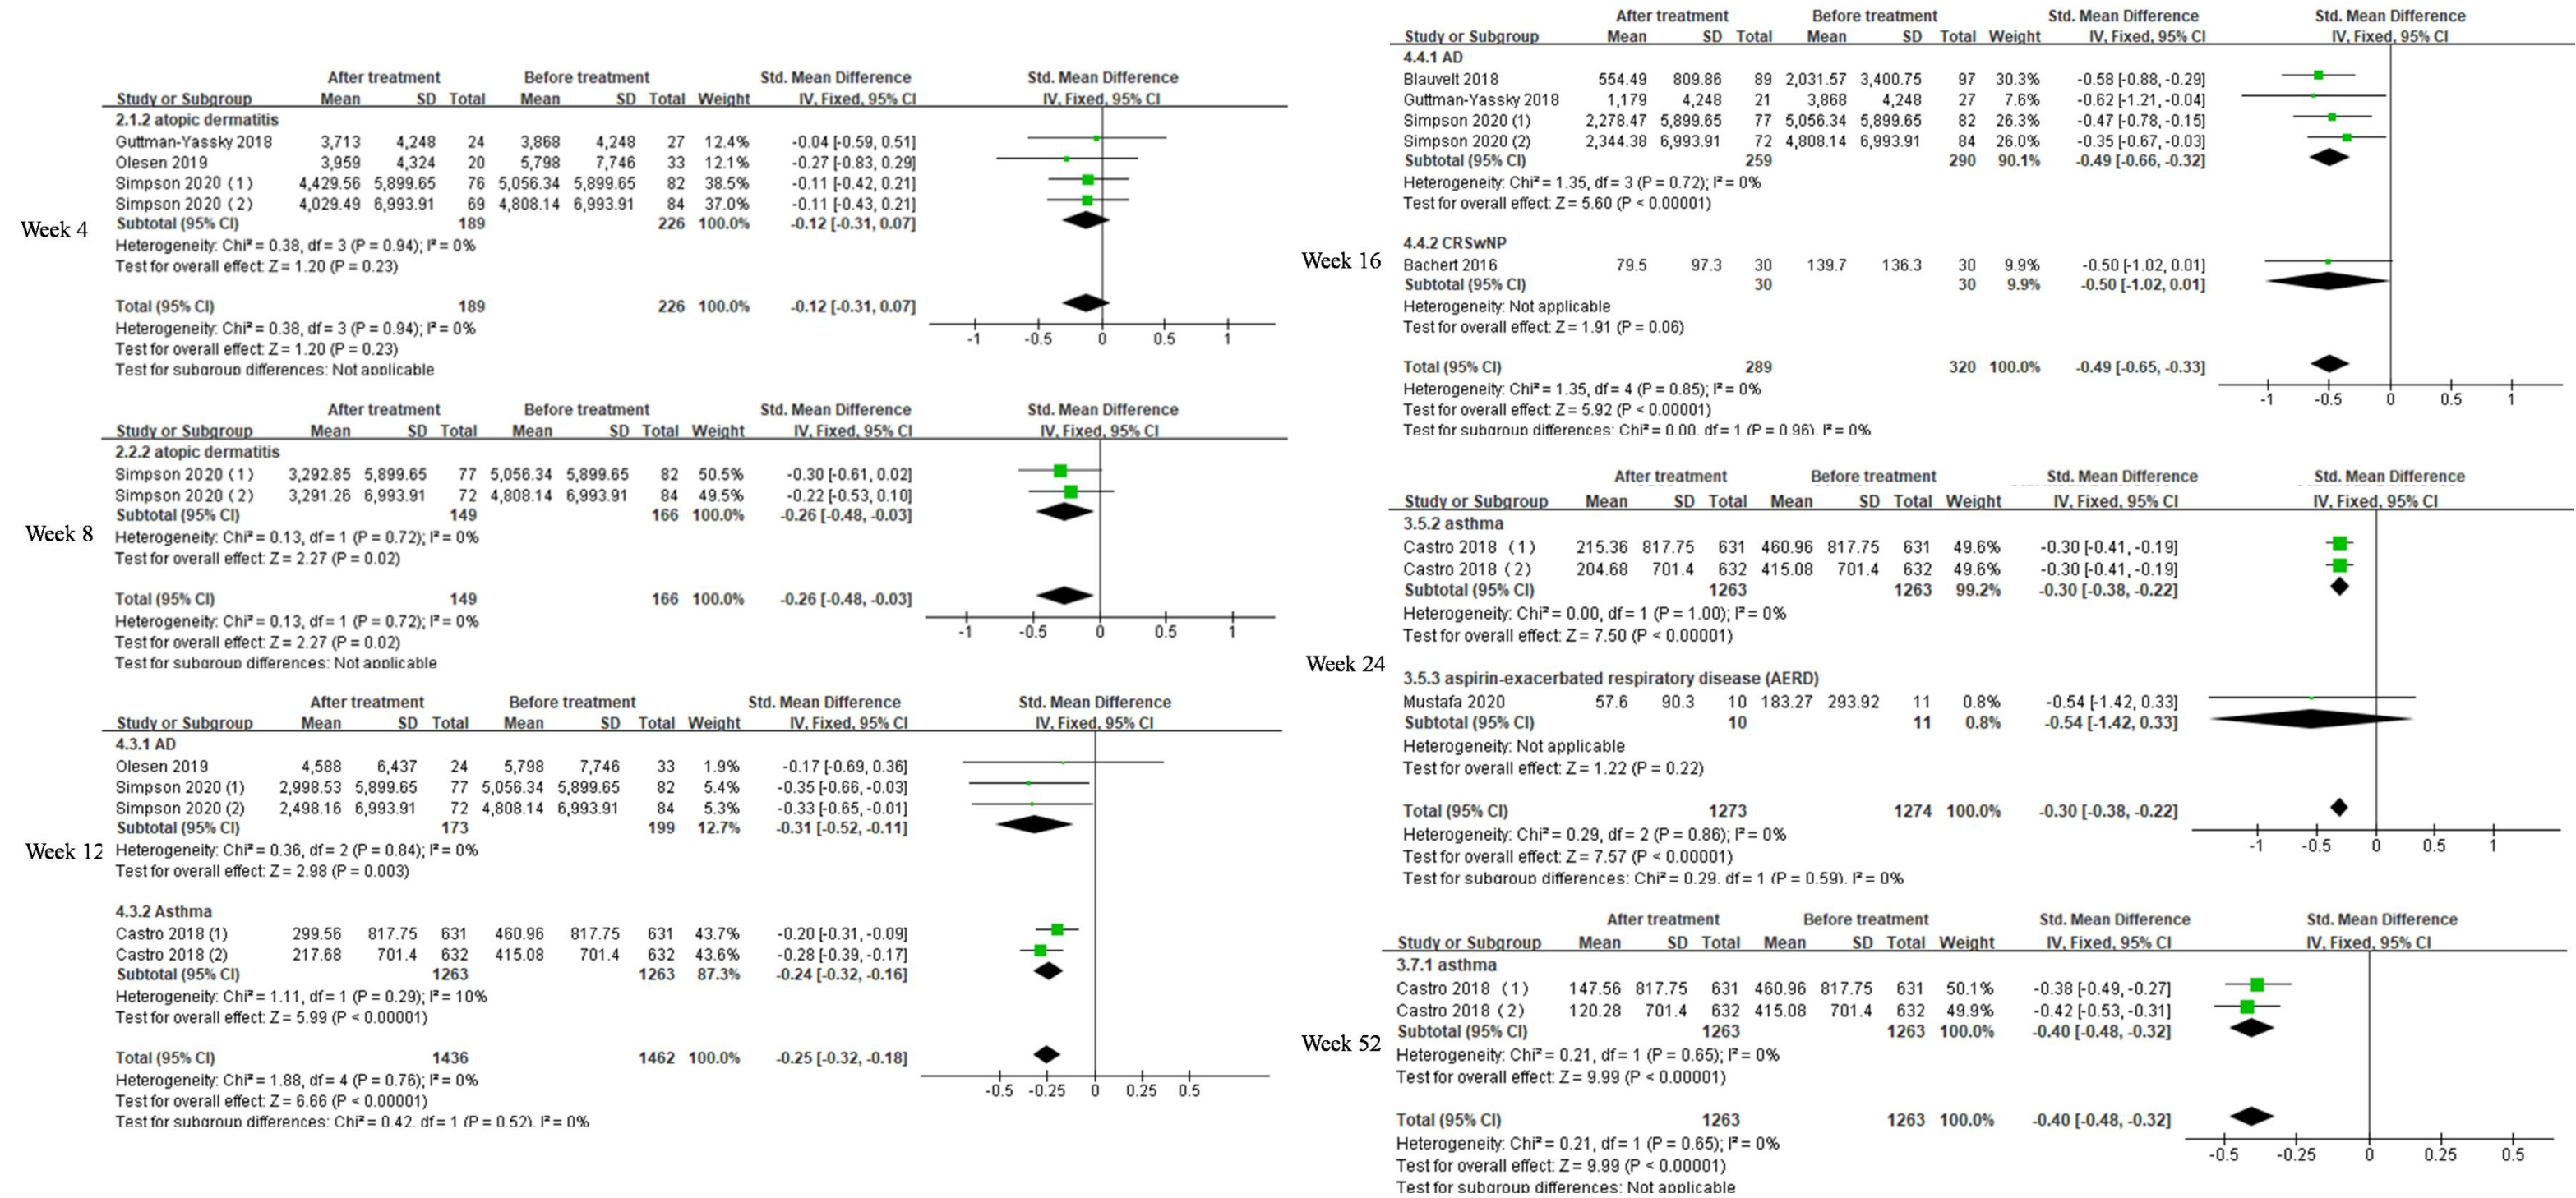 After treatment Before treatment Std. Mean Difference Std. Mean Difference
Study or Subgroup Mean SD Total Mean SD Total Weight IV, Fixed, 95% CI IV, Fixed, 95% CI
2.1.2 atopic dermatitis
Guttman-Yassky 2018 3,713 4,248 24 3,868 4,248 27 12.4% -0.04 [-0.59, 0.51]
Olesen 2019 3,959 4,324 20 5,798 7,746 33 12.1% -0.27 [-0.83, 0.29]
Simpson 2020 (1) 4,429.56 5,899.65 76 5,056.34 5,899.65 82 38.5% -0.11 [-0.42, 0.21]
Simpson 2020 (2) 4,029.49 6,993.91 69 4,808.14 6,993.91 84 37.0% -0.11 [-0.43, 0.21]
Subtotal (95% CI) 189 226 100.0% -0.12 [-0.31, 0.07]
Week 4
Heterogeneity: Chi² = 0.38, df = 3 (P = 0.94); I² = 0%
Test for overall effect: Z = 1.20 (P = 0.23)
Total (95% CI) 189 226 100.0% -0.12 [-0.31, 0.07]
Heterogeneity: Chi² = 0.38, df = 3 (P = 0.94); I² = 0%
Test for overall effect: Z = 1.20 (P = 0.23)
Test for subgroup differences: Not applicable
-1 -0.5 0 0.5 1
After treatment Before treatment Std. Mean Difference Std. Mean Difference
Study or Subgroup Mean SD Total Mean SD Total Weight IV, Fixed, 95% CI IV, Fixed, 95% CI
2.2.2 atopic dermatitis
Simpson 2020 (1) 3,292.85 5,899.65 77 5,056.34 5,899.65 82 50.5% -0.30 [-0.61, 0.02]
Simpson 2020 (2) 3,291.26 6,993.91 72 4,808.14 6,993.91 84 49.5% -0.22 [-0.53, 0.10]
Subtotal (95% CI) 149 166 100.0% -0.26 [-0.48, -0.03]
Week 8
Heterogeneity: Chi² = 0.13, df = 1 (P = 0.72); I² = 0%
Test for overall effect: Z = 2.27 (P = 0.02)
Total (95% CI) 149 166 100.0% -0.26 [-0.48, -0.03]
Heterogeneity: Chi² = 0.13, df = 1 (P = 0.72); I² = 0%
Test for overall effect: Z = 2.27 (P = 0.02)
Test for subgroup differences: Not applicable
-1 -0.5 0 0.5 1
After treatment Before treatment Std. Mean Difference Std. Mean Difference
Study or Subgroup Mean SD Total Mean SD Total Weight IV, Fixed, 95% CI IV, Fixed, 95% CI
4.3.1 AD
Olesen 2019 4,588 6,437 24 5,798 7,746 33 1.9% -0.17 [-0.69, 0.36]
Simpson 2020 (1) 2,998.53 5,899.65 77 5,056.34 5,899.65 82 5.4% -0.35 [-0.66, -0.03]
Simpson 2020 (2) 2,498.16 6,993.91 72 4,808.14 6,993.91 84 5.3% -0.33 [-0.65, -0.01]
Subtotal (95% CI) 173 199 12.7% -0.31 [-0.52, -0.11]
Week 12
Heterogeneity: Chi² = 0.36, df = 2 (P = 0.84); I² = 0%
Test for overall effect: Z = 2.98 (P = 0.003)
4.3.2 Asthma
Castro 2018 (1) 299.56 817.75 631 460.96 817.75 631 43.7% -0.20 [-0.31, -0.09]
Castro 2018 (2) 217.68 701.4 632 415.08 701.4 632 43.6% -0.28 [-0.39, -0.17]
Subtotal (95% CI) 1263 1263 87.3% -0.24 [-0.32, -0.16]
Heterogeneity: Chi² = 1.11, df = 1 (P = 0.29); I² = 10%
Test for overall effect: Z = 5.99 (P < 0.00001)
Total (95% CI) 1436 1462 100.0% -0.25 [-0.32, -0.18]
Heterogeneity: Chi² = 1.88, df = 4 (P = 0.76); I² = 0%
Test for overall effect: Z = 6.66 (P < 0.00001)
Test for subgroup differences: Chi² = 0.42. df = 1 (P = 0.52). I² = 0%
-0.5 -0.25 0 0.25 0.5
After treatment Before treatment Std. Mean Difference Std. Mean Difference
Study or Subgroup Mean SD Total Mean SD Total Weight IV, Fixed, 95% CI IV, Fixed, 95% CI
4.4.1 AD
Blauvelt 2018 554.49 809.86 89 2,031.57 3,400.75 97 30.3% -0.58 [-0.88, -0.29]
Guttman-Yassky 2018 1,179 4,248 21 3,868 4,248 27 7.6% -0.62 [-1.21, -0.04]
Simpson 2020 (1) 2,278.47 5,899.65 77 5,056.34 5,899.65 82 26.3% -0.47 [-0.78, -0.15]
Simpson 2020 (2) 2,344.38 6,993.91 72 4,808.14 6,993.91 84 26.0% -0.35 [-0.67, -0.03]
Subtotal (95% CI) 259 290 90.1% -0.49 [-0.66, -0.32]
Heterogeneity: Chi² = 1.35, df = 3 (P = 0.72); I² = 0%
Test for overall effect: Z = 5.60 (P < 0.00001)
4.4.2 CRSwNP
Week 16
Bachert 2016 79.5 97.3 30 139.7 136.3 30 9.9% -0.50 [-1.02, 0.01]
Subtotal (95% CI) 30 30 9.9% -0.50 [-1.02, 0.01]
Heterogeneity: Not applicable
Test for overall effect: Z = 1.91 (P = 0.06)
Total (95% CI) 289 320 100.0% -0.49 [-0.65, -0.33]
Heterogeneity: Chi² = 1.35, df = 4 (P = 0.85); I² = 0%
Test for overall effect: Z = 5.92 (P < 0.00001)
Test for subgroup differences: Chi² = 0.00. df = 1 (P = 0.96). I² = 0%
-1 -0.5 0 0.5 1
After treatment Before treatment Std. Mean Difference Std. Mean Difference
Study or Subgroup Mean SD Total Mean SD Total Weight IV, Fixed, 95% CI IV, Fixed, 95% CI
3.5.2 asthma
Castro 2018 (1) 215.36 817.75 631 460.96 817.75 631 49.6% -0.30 [-0.41, -0.19]
Castro 2018 (2) 204.68 701.4 632 415.08 701.4 632 49.6% -0.30 [-0.41, -0.19]
Subtotal (95% CI) 1263 1263 99.2% -0.30 [-0.38, -0.22]
Heterogeneity: Chi² = 0.00, df = 1 (P = 1.00); I² = 0%
Test for overall effect: Z = 7.50 (P < 0.00001)
Week 24
3.5.3 aspirin-exacerbated respiratory disease (AERD)
Mustafa 2020 57.6 90.3 10 183.27 293.92 11 0.8% -0.54 [-1.42, 0.33]
Subtotal (95% CI) 10 11 0.8% -0.54 [-1.42, 0.33]
Heterogeneity: Not applicable
Test for overall effect: Z = 1.22 (P = 0.22)
Total (95% CI) 1273 1274 100.0% -0.30 [-0.38, -0.22]
Heterogeneity: Chi² = 0.29, df = 2 (P = 0.86); I² = 0%
Test for overall effect: Z = 7.57 (P < 0.00001)
Test for subgroup differences: Chi² = 0.29. df = 1 (P = 0.59). I² = 0%
-1 -0.5 0 0.5 1
After treatment Before treatment Std. Mean Difference Std. Mean Difference
Study or Subgroup Mean SD Total Mean SD Total Weight IV, Fixed, 95% CI IV, Fixed, 95% CI
3.7.1 asthma
Castro 2018 (1) 147.56 817.75 631 460.96 817.75 631 50.1% -0.38 [-0.49, -0.27]
Castro 2018 (2) 120.28 701.4 632 415.08 701.4 632 49.9% -0.42 [-0.53, -0.31]
Subtotal (95% CI) 1263 1263 100.0% -0.40 [-0.48, -0.32]
Week 52
Heterogeneity: Chi² = 0.21, df = 1 (P = 0.65); I² = 0%
Test for overall effect: Z = 9.99 (P < 0.00001)
Total (95% CI) 1263 1263 100.0% -0.40 [-0.48, -0.32]
Heterogeneity: Chi² = 0.21, df = 1 (P = 0.65); I² = 0%
Test for overall effect: Z = 9.99 (P < 0.00001)
Test for subgroup differences: Not applicable
-0.5 -0.25 0 0.25 0.5